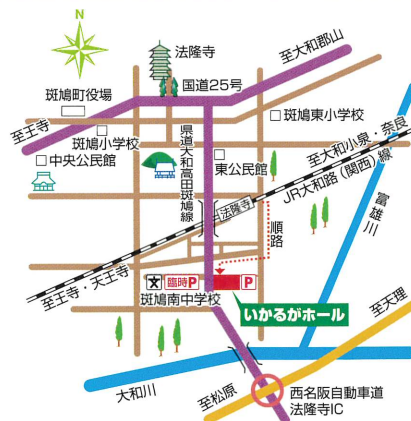 N
法隆寺
至大和郡山
国道25号
斑鳩町役場
斑鳩東小学校
至王寺
斑鳩小学校
中央公民館
県道大和高田斑鳩線
東公民館
至大和小泉・奈良
JR大和路(関西)線
法隆寺
順路
富雄川
至王寺・天王寺
文
臨時P
P
斑鳩南中学校
いかるがホール
至天理
大和川
至松原
西名阪自動車道
法隆寺IC